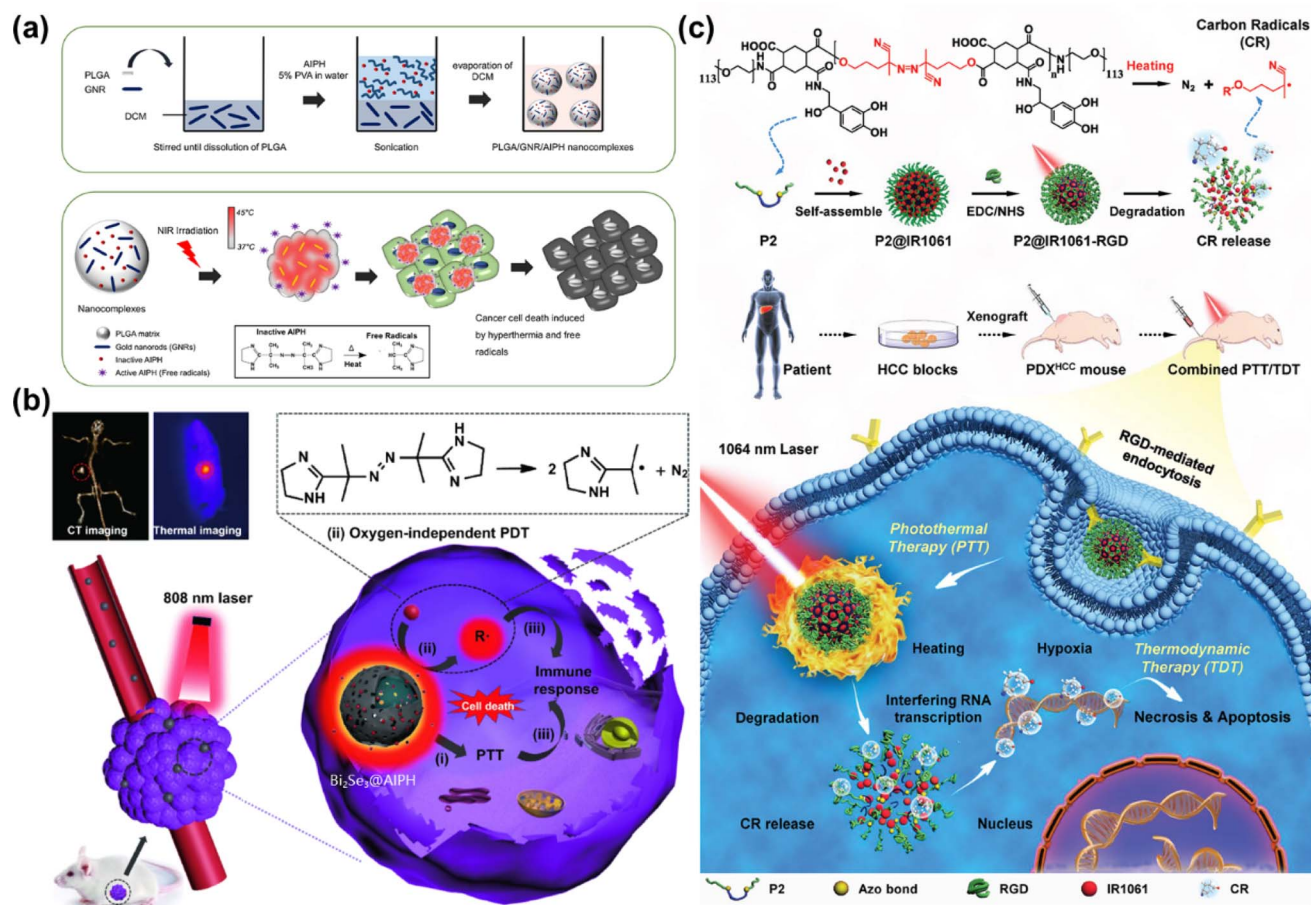 (a)
PLGA
GNR
DCM
Stirred until dissolution of PLGA
AIPH
5% PVA in water
Sonication
evaporation of
DCM
PLGA/GNR/AIPH nanocomplexes
NIR Irradiation
45°C
37°C
Nanocomplexes
PLGA matrix
Gold nanorods (GNRs)
Inactive AIPH
Active AIPH (Free radicals)
Inactive AIPH
Free Radicals
Δ
Heat
Cancer cell death induced
by hyperthermia and free
radicals
(b)
CT imaging
Thermal imaging
808 nm laser
2
+ N2
(ii) Oxygen-independent PDT
(ii)
R·
(iii)
Immune
response
Cell death
(iii)
(i)
PTT
Bi2Se3@AIPH
(c)
Carbon Radicals
(CR)
Heating
N2 +
P2
Self-assemble
P2@IR1061
EDC/NHS
P2@IR1061-RGD
Degradation
CR release
Patient
HCC blocks
Xenograft
PDXHCC mouse
Combined PTT/TDT
1064 nm Laser
RGD-mediated
endocytosis
Photothermal
Therapy (PTT)
Heating
Hypoxia
Thermodynamic
Therapy (TDT)
Degradation
Interfering RNA
transcription
Necrosis & Apoptosis
CR release
Nucleus
P2
Azo bond
RGD
IR1061
CR